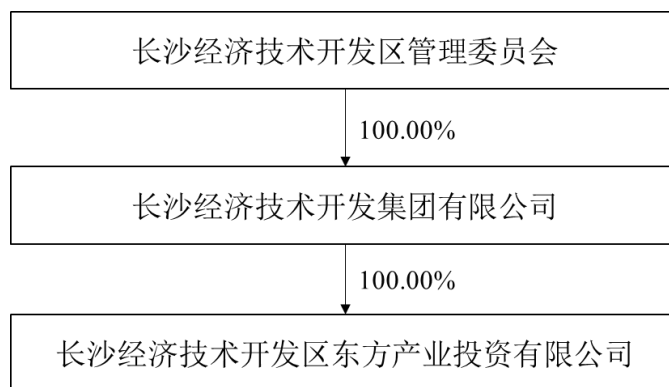 长沙经济技术开发区管理委员会
100.00%
长沙经济技术开发集团有限公司
100.00%
长沙经济技术开发区东方产业投资有限公司